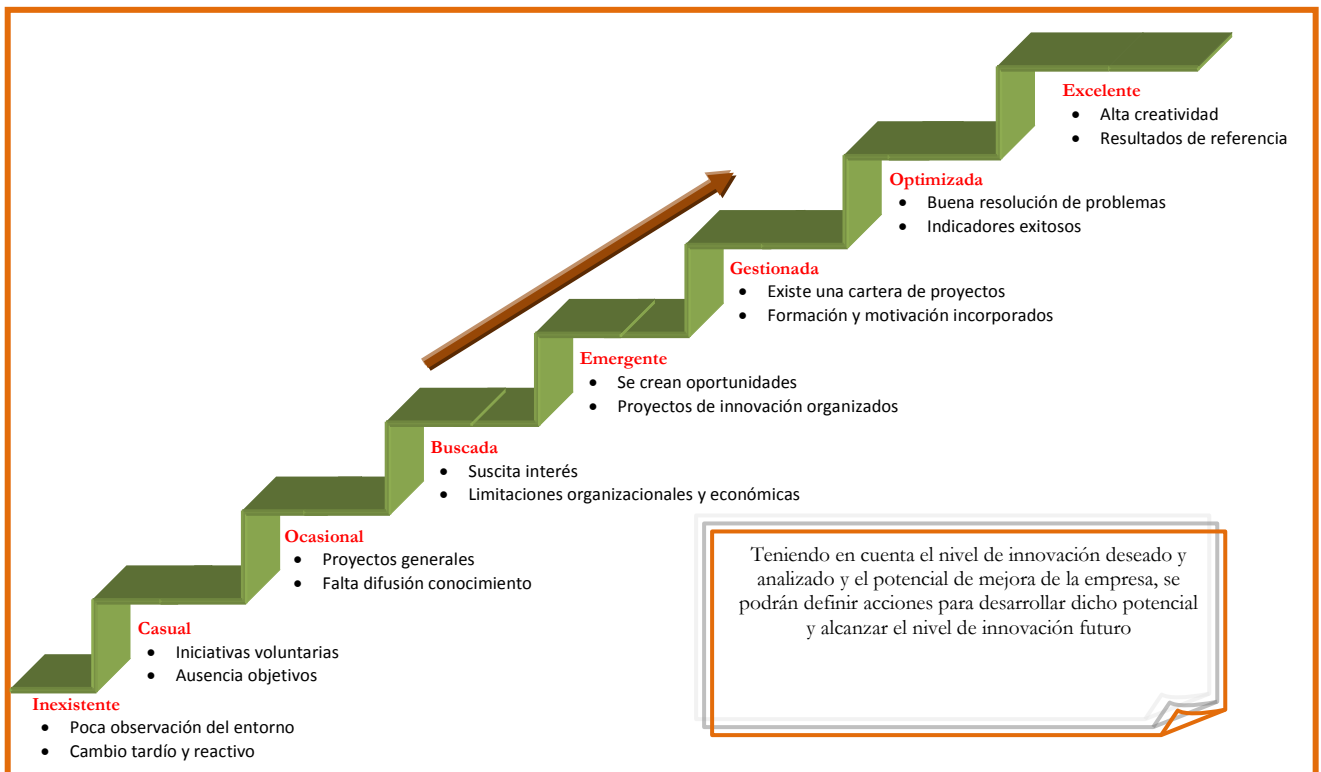 Excelente
• Alta creatividad
• Resultados de referencia
Optimizada
• Buena resolución de problemas
• Indicadores exitosos
Gestionada
• Existe una cartera de proyectos
• Formación y motivación incorporados
Emergente
• Se crean oportunidades
• Proyectos de innovación organizados
Buscada
• Suscita interés
• Limitaciones organizacionales y económicas
Ocasional
• Proyectos generales
• Falta difusión conocimiento
Casual
• Iniciativas voluntarias
• Ausencia objetivos
Inexistente
• Poca observación del entorno
• Cambio tardío y reactivo
Teniendo en cuenta el nivel de innovación deseado y
analizado y el potencial de mejora de la empresa, se
podrán definir acciones para desarrollar dicho potencial
y alcanzar el nivel de innovación futuro